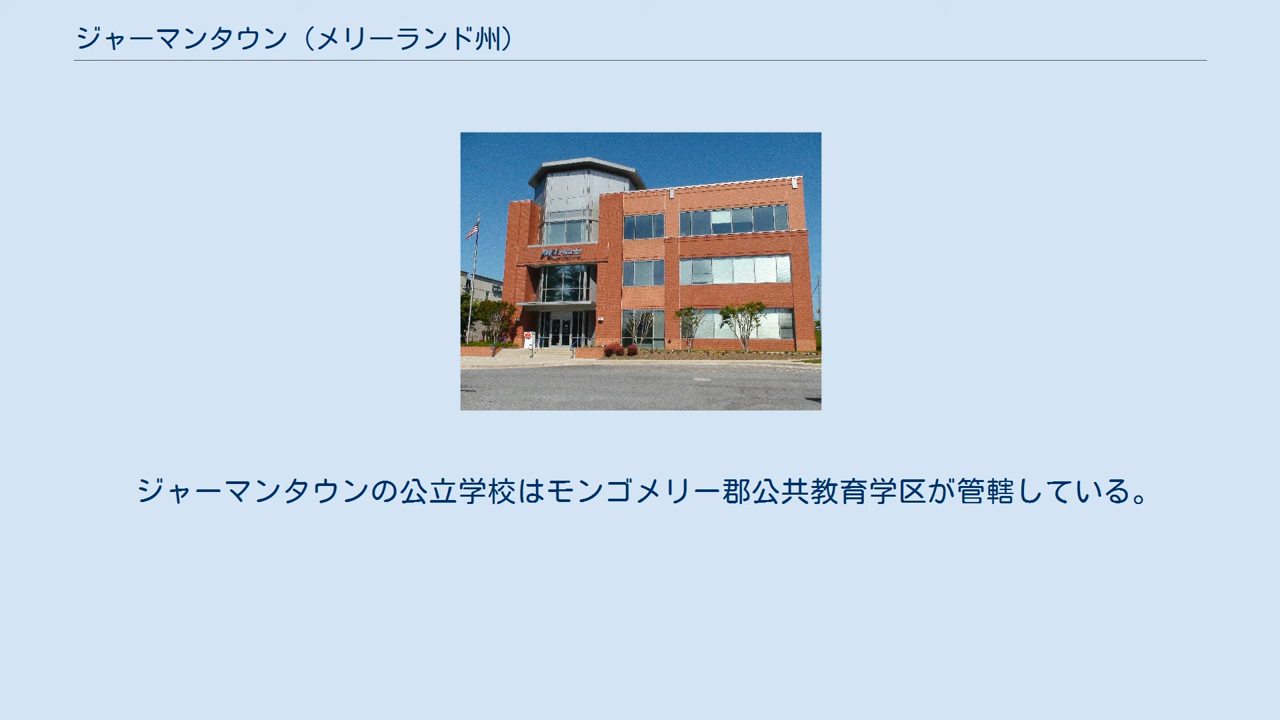 ジャーマンタウン（メリーランド州）
ジャーマンタウンの公立学校はモンゴメリー郡公共教育学区が管轄している。